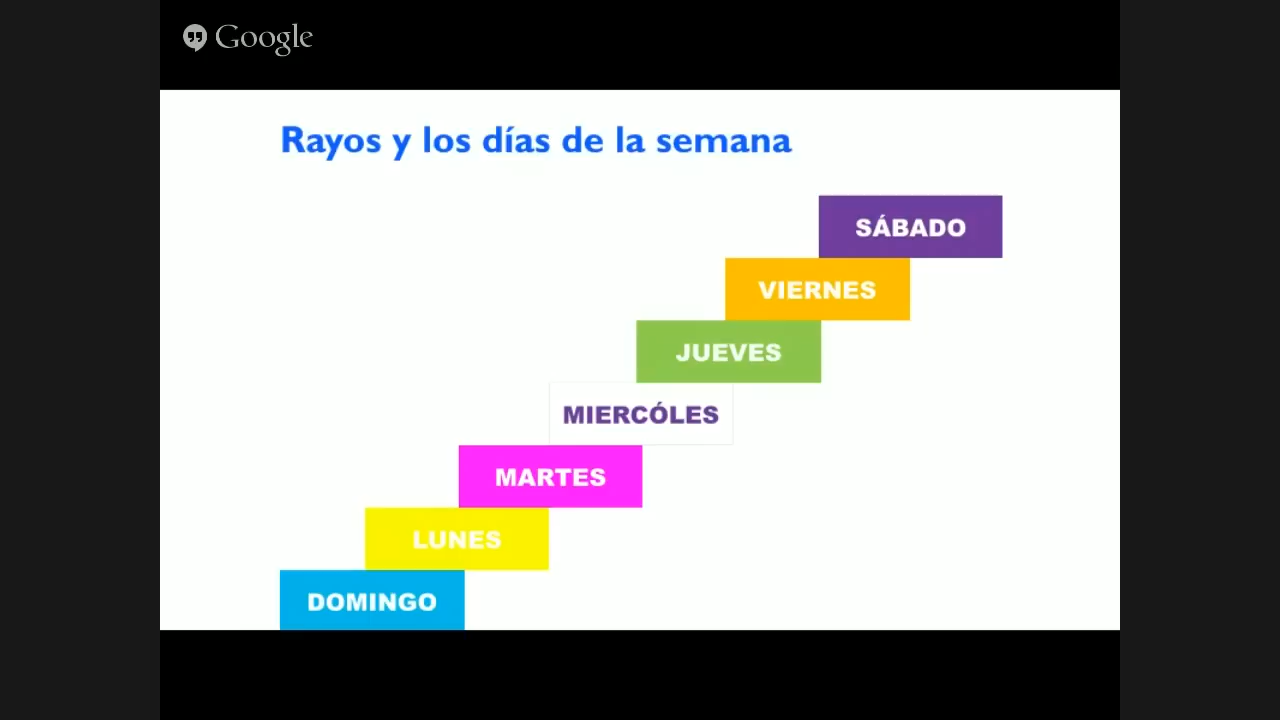 Google
Rayos y los días de la semana
SÁBADO
VIERNES
JUEVES
MIERCÓLES
MARTES
LUNES
DOMINGO